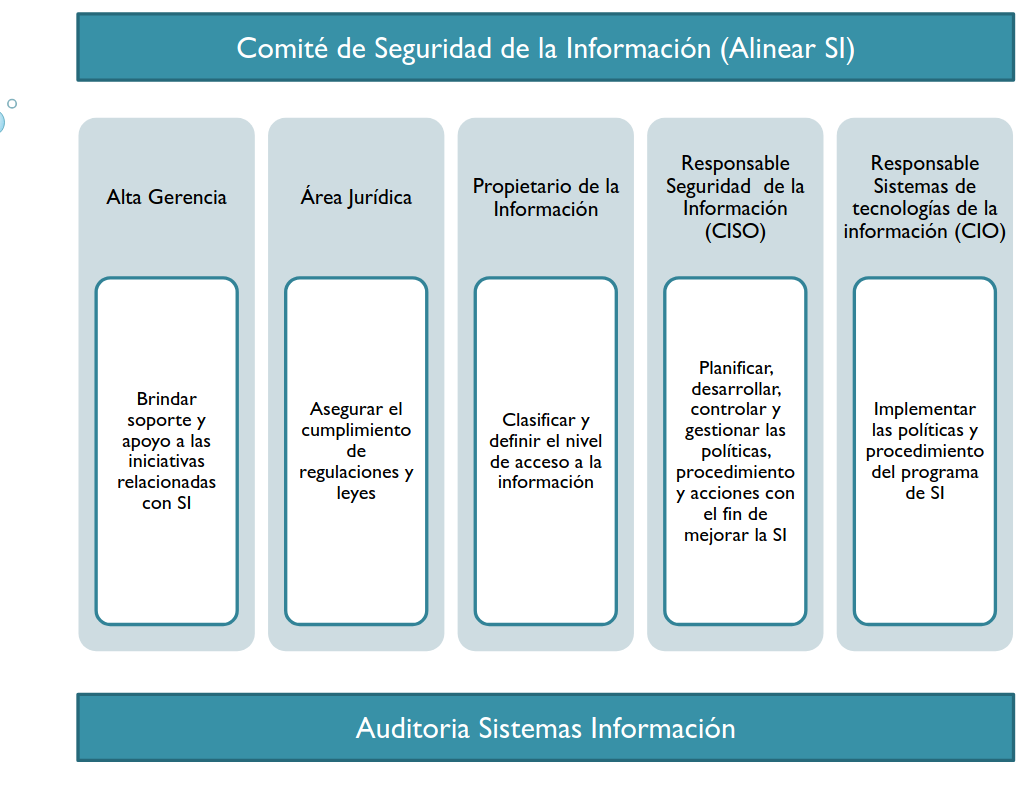 Comité de Seguridad de la Información (Alinear SI)
Alta Gerencia
Brindar
soporte y
apoyo a las
iniciativas
relacionadas
con SI
Área Jurídica
Asegurar el
cumplimiento
de
regulaciones y
leyes
Propietario de la
Información
Clasificar y
definir el nivel
de acceso a la
información
Responsable
Seguridad de la
Información
(CISO)
Planificar,
desarrollar,
controlar y
gestionar las
políticas,
procedimiento
y acciones con
el fin de
mejorar la SI
Responsable
Sistemas de
tecnologías de la
información (CIO)
Implementar
las políticas y
procedimiento
del programa
de SI
Auditoria Sistemas Información